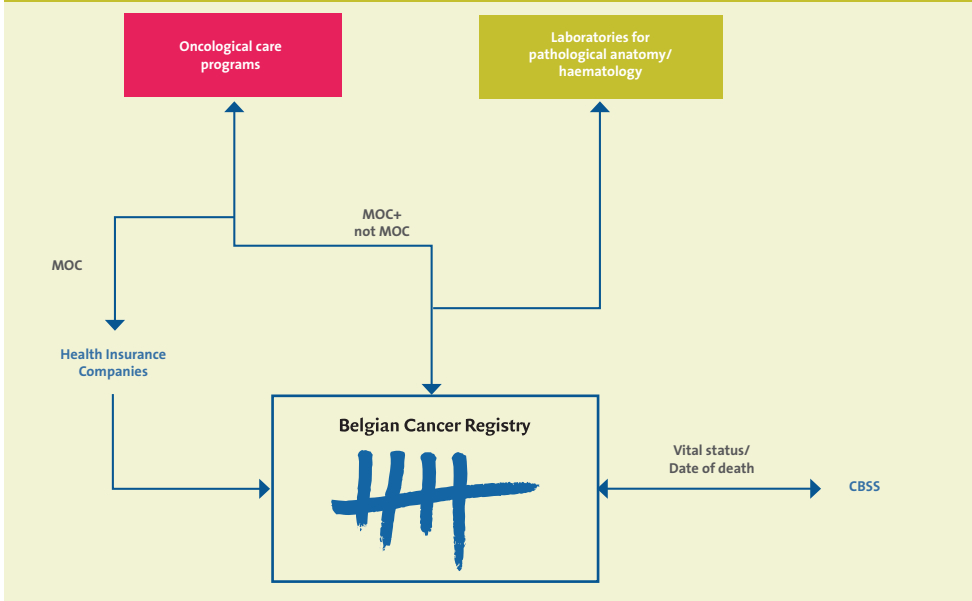 Oncological care
programs
Laboratories for
pathological anatomy/
haematology
MOC+
not MOC
MOC
Health Insurance
Companies
Belgian Cancer Registry
Vital status/
Date of death
CBSS